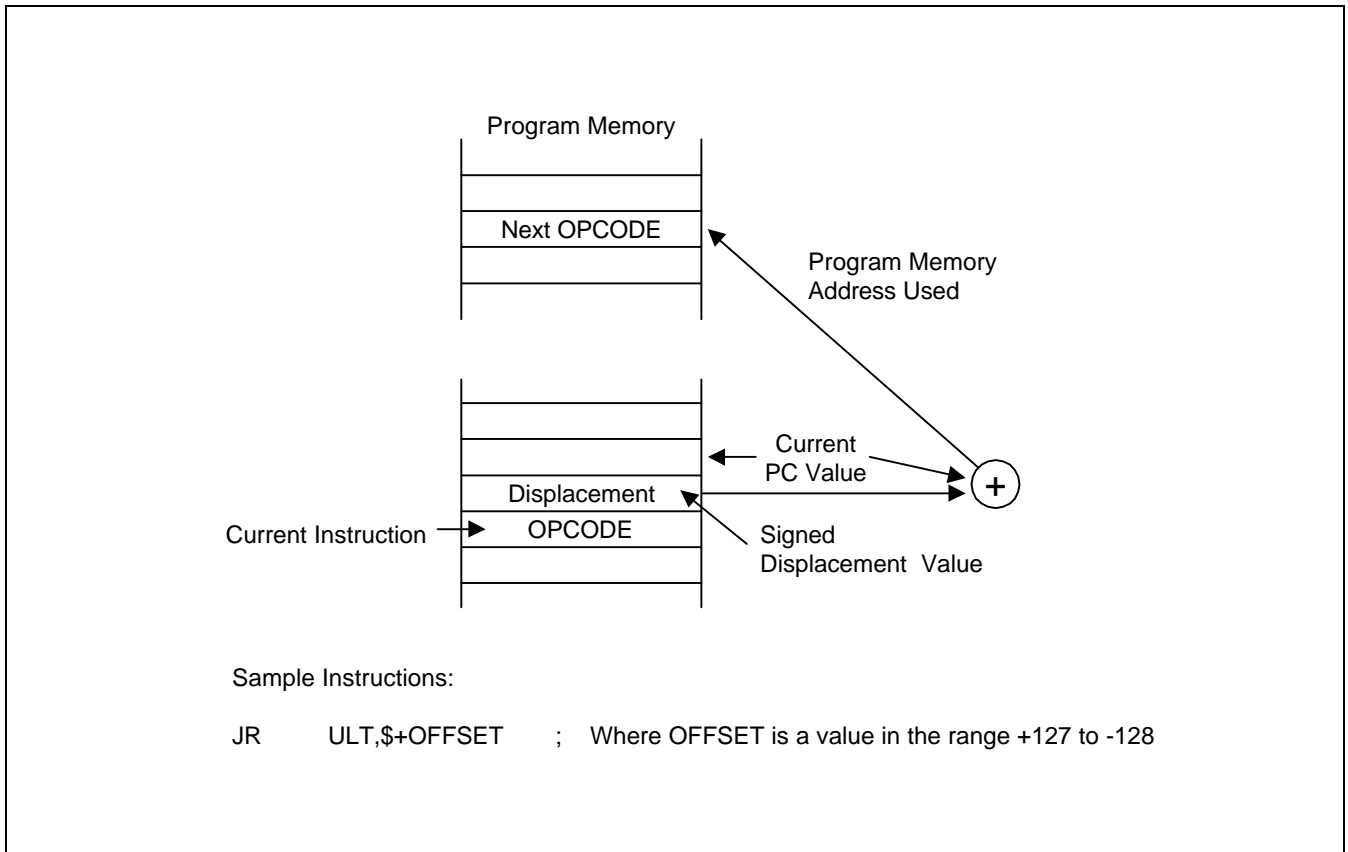 Program Memory
Next OPCODE
Program Memory
Address Used
Current
PC Value
+
Displacement
Current Instruction
OPCODE
Signed
Displacement Value
Sample Instructions:
JR ULT,$+OFFSET ; Where OFFSET is a value in the range +127 to -128